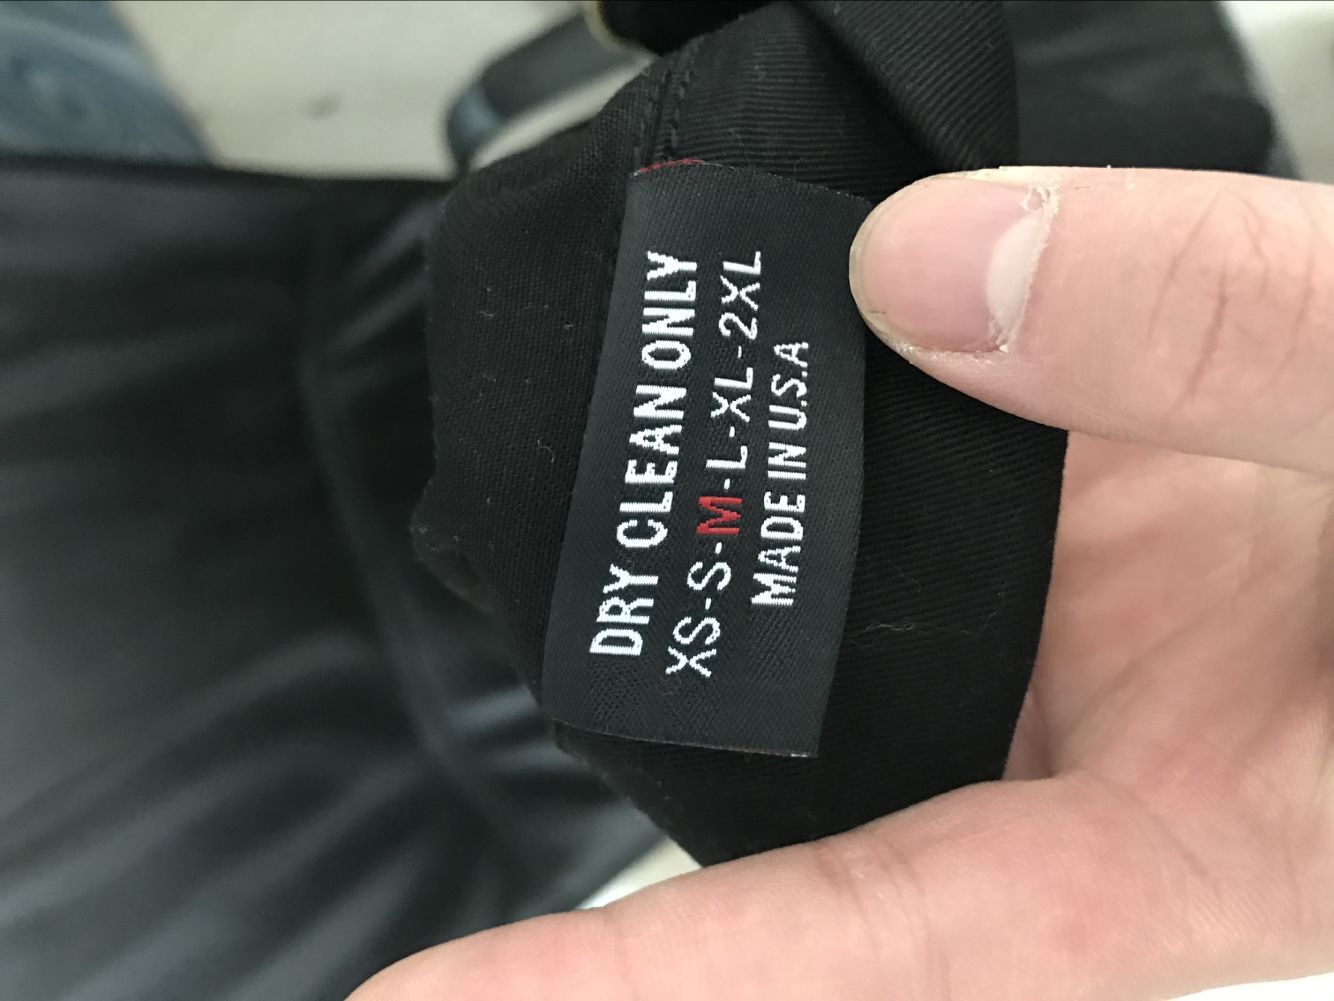 DRY CLEAN ONLY
XS-S-M-L-XL-2XL
MADE IN U.S.A